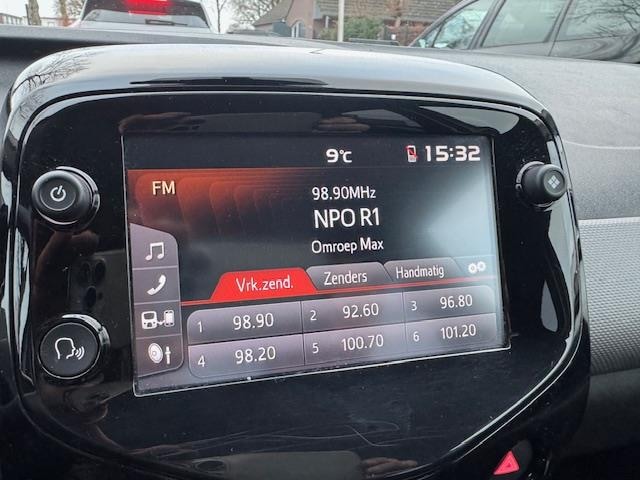 9°C 15:32
FM
98.90MHz
NPO R1
Omroep Max
Vrk.zend. Zenders Handmatig
1 98.90 2 92.60 3 96.80
4 98.20 5 100.70 6 101.20